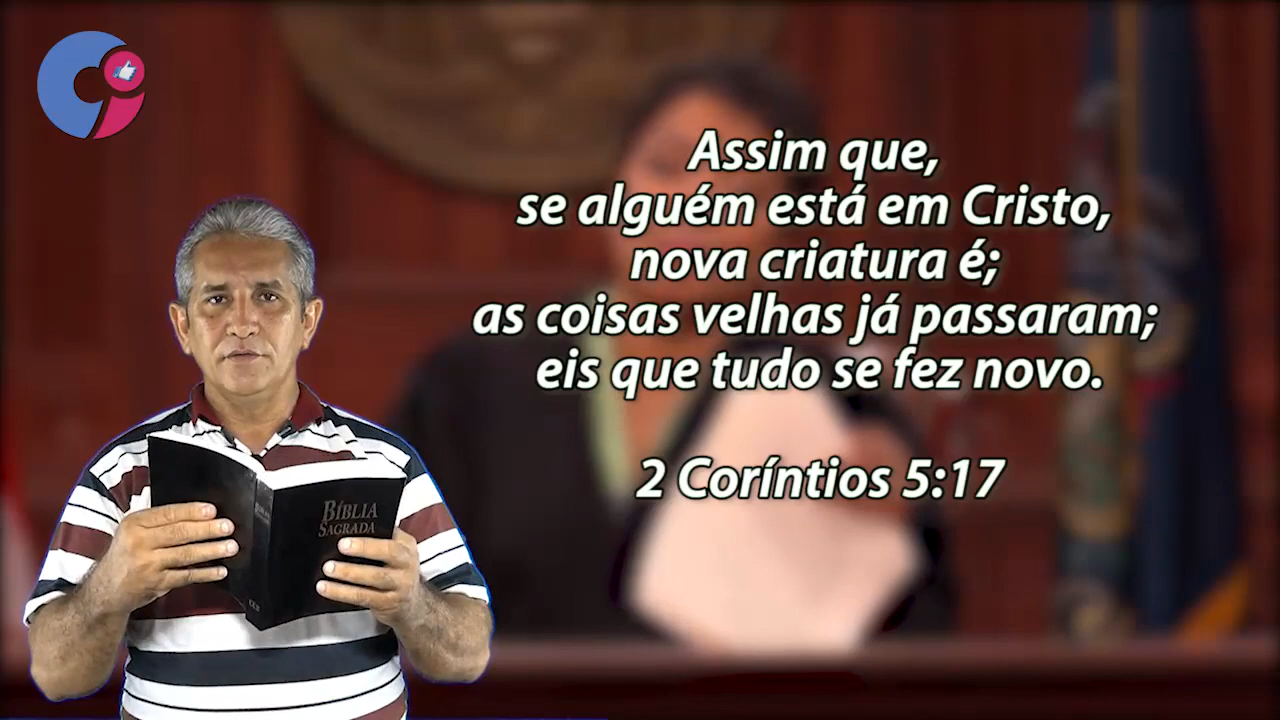 Assim que,
se alguém está em Cristo,
nova criatura é;
as coisas velhas já passaram;
eis que tudo se fez novo.
2 Coríntios 5:17
BÍBLIA
SAGRADA